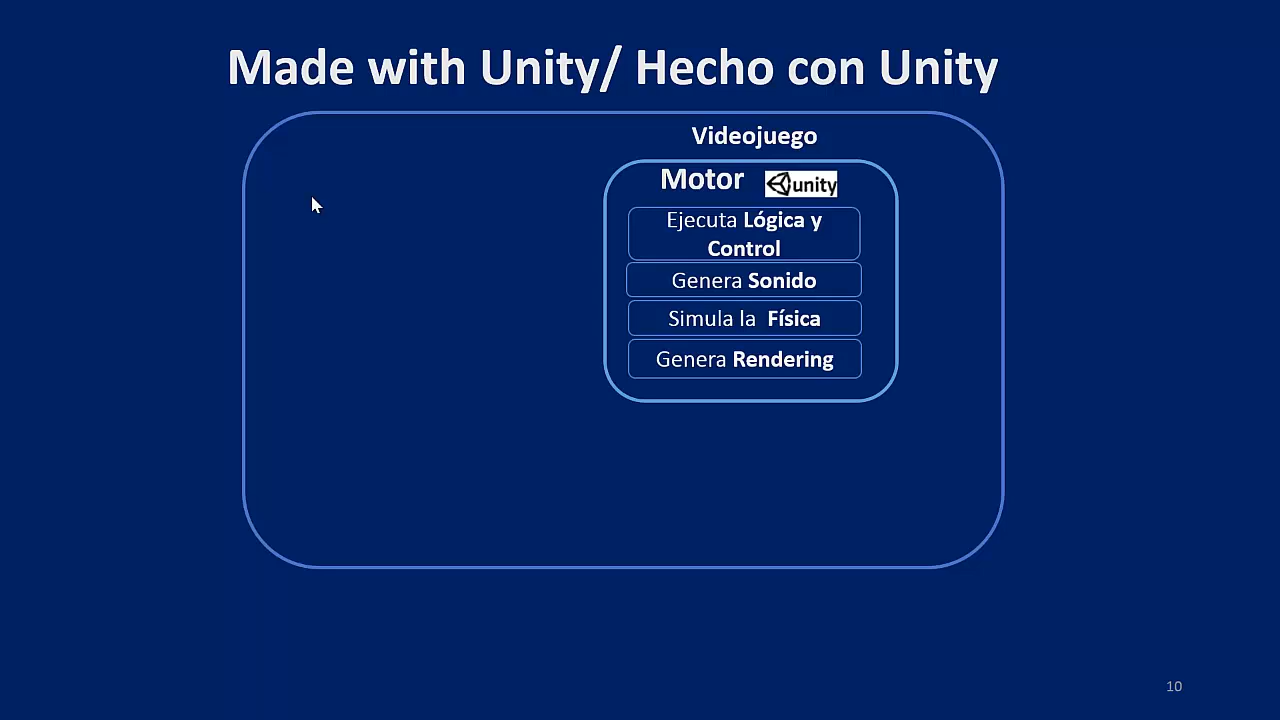 Made with Unity/ Hecho con Unity
Videojuego
Motor unity
Ejecuta Lógica y
Control
Genera Sonido
Simula la Física
Genera Rendering
10